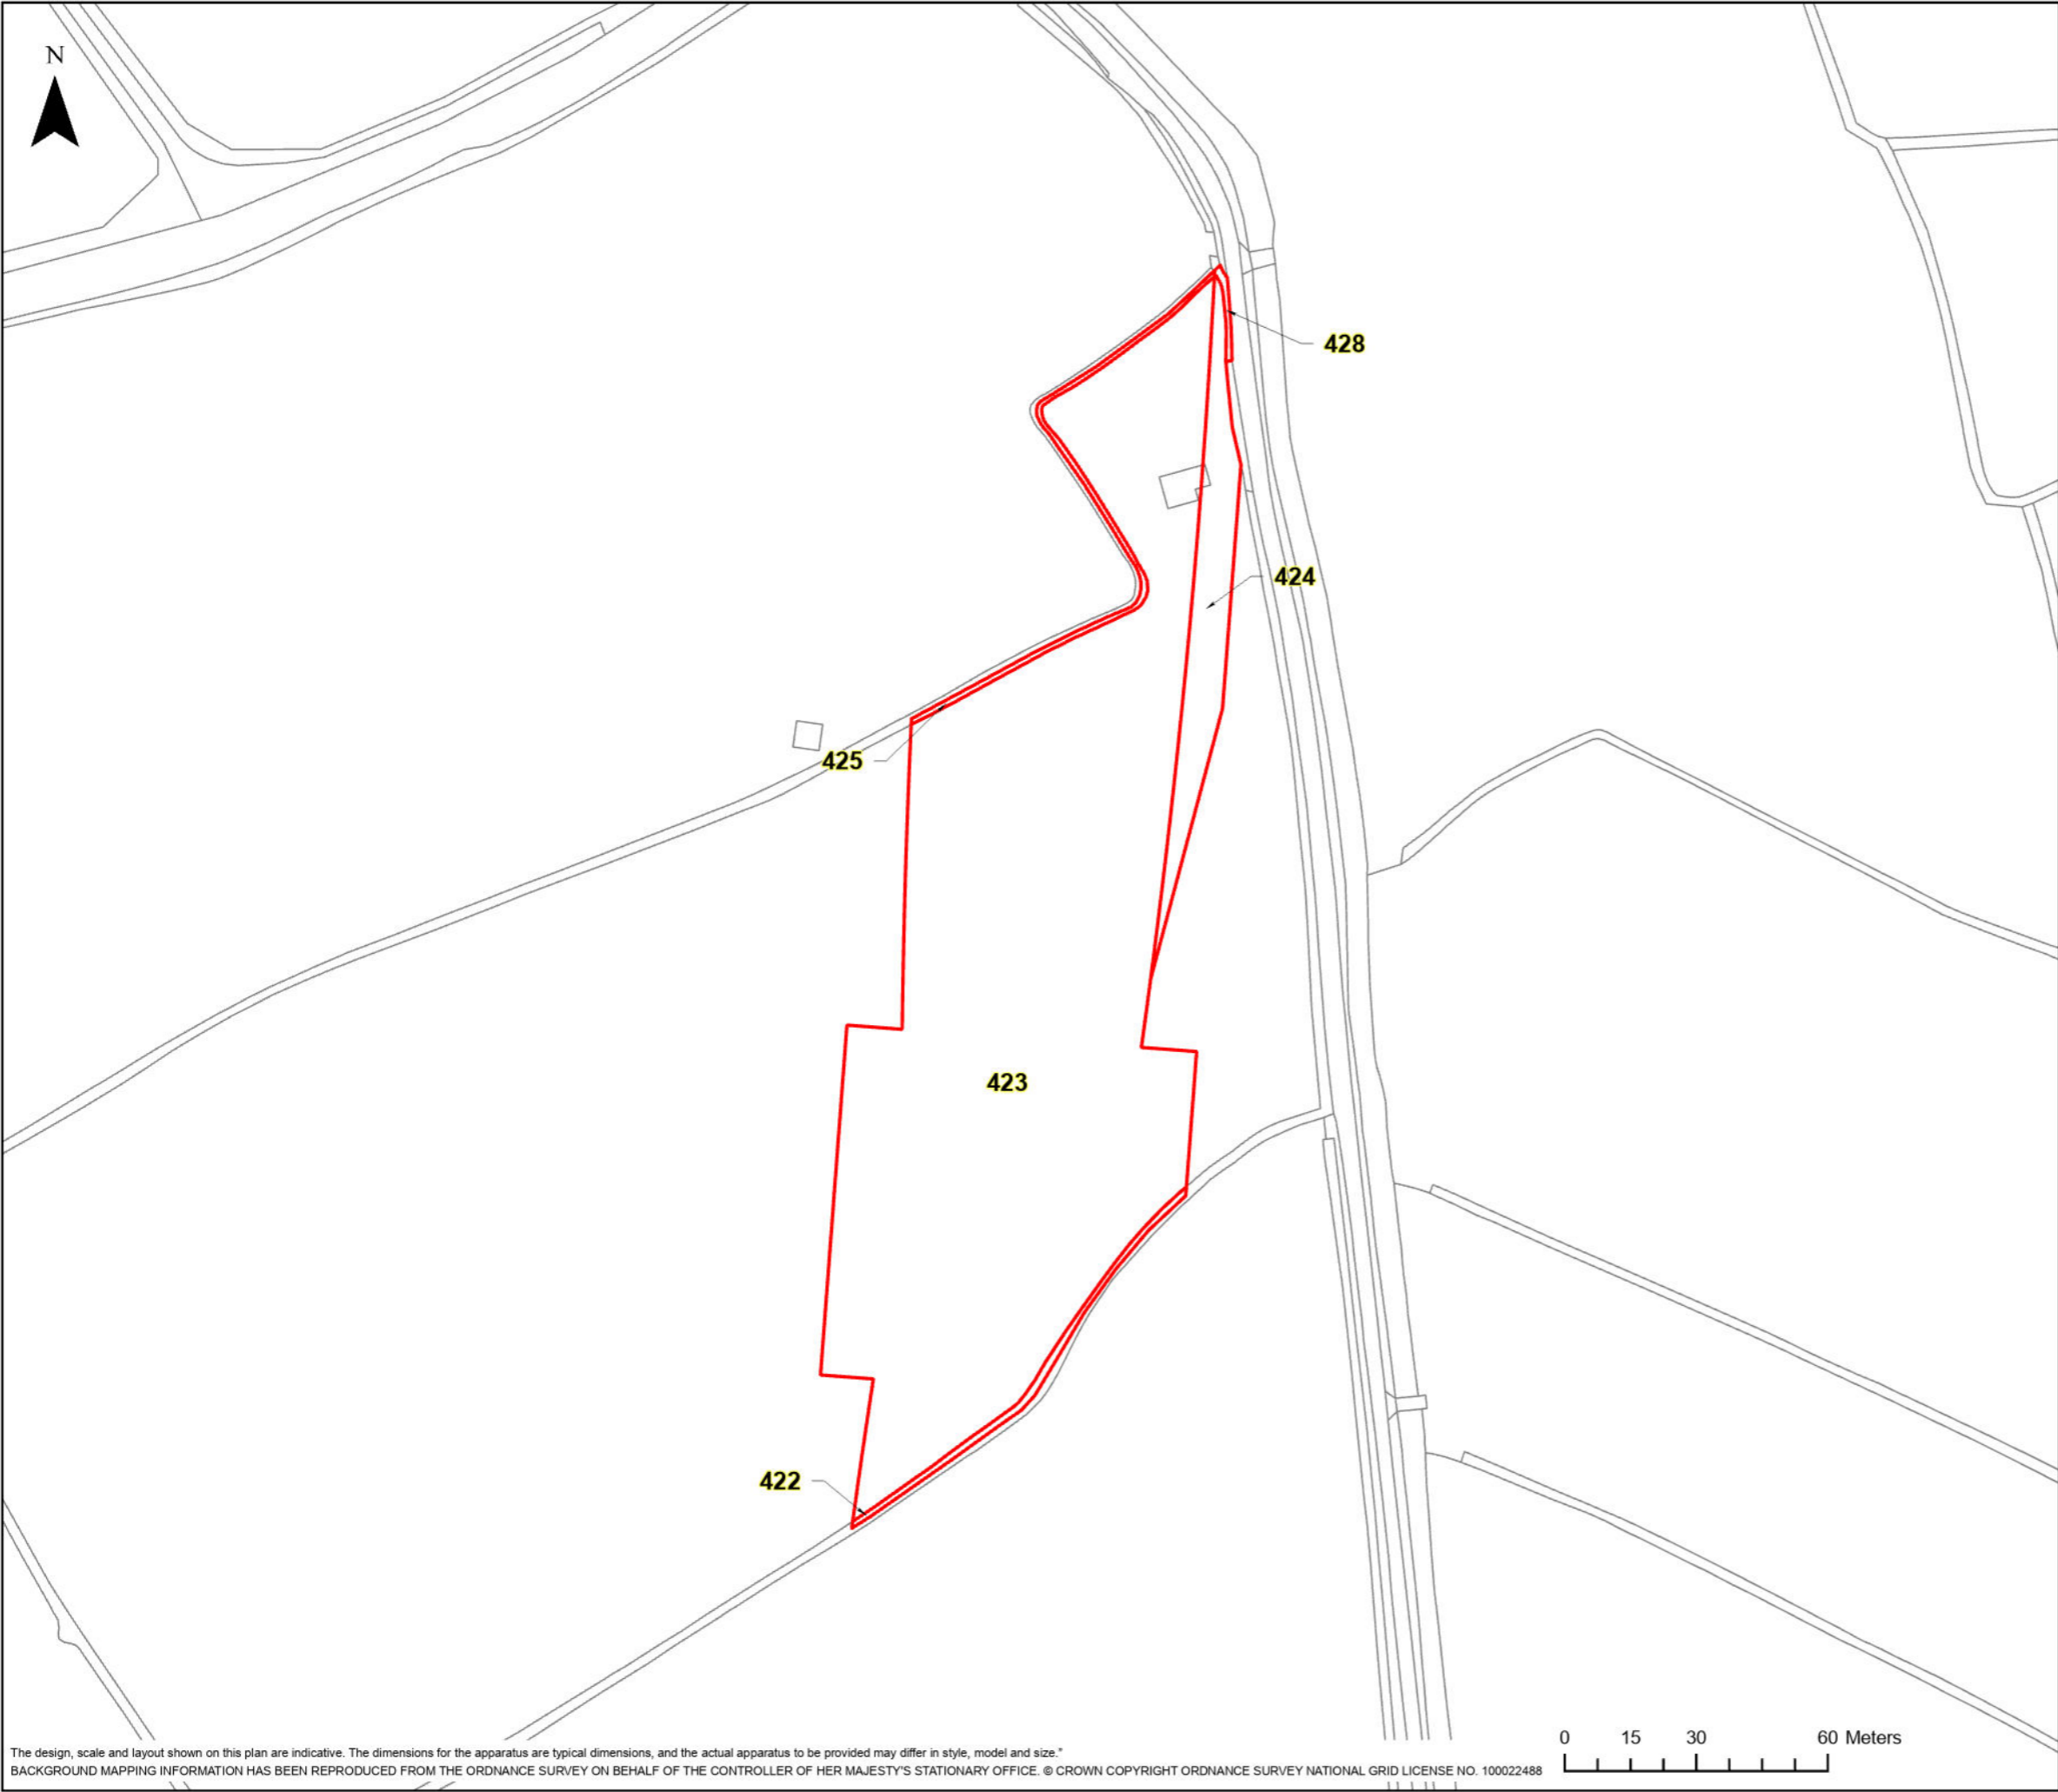 N
428
424
425
423
422
0 15 30 60 Meters
The design, scale and layout shown on this plan are indicative. The dimensions for the apparatus are typical dimensions, and the actual apparatus to be provided may differ in style, model and size."
BACKGROUND MAPPING INFORMATION HAS BEEN REPRODUCED FROM THE ORDNANCE SURVEY ON BEHALF OF THE CONTROLLER OF HER MAJESTY'S STATIONARY OFFICE. © CROWN COPYRIGHT ORDNANCE SURVEY NATIONAL GRID LICENSE NO. 100022488